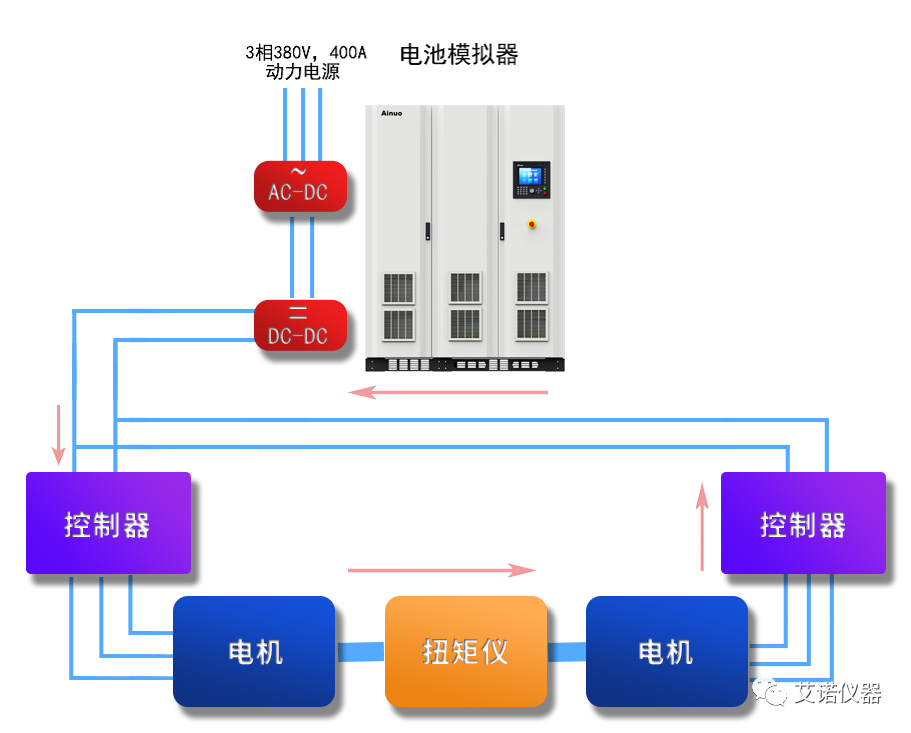 3相380V，400A
动力电源
电池模拟器
Ainuo
~
AC-DC
=
DC-DC
控制器
控制器
电机
扭矩仪
电机
艾诺仪器